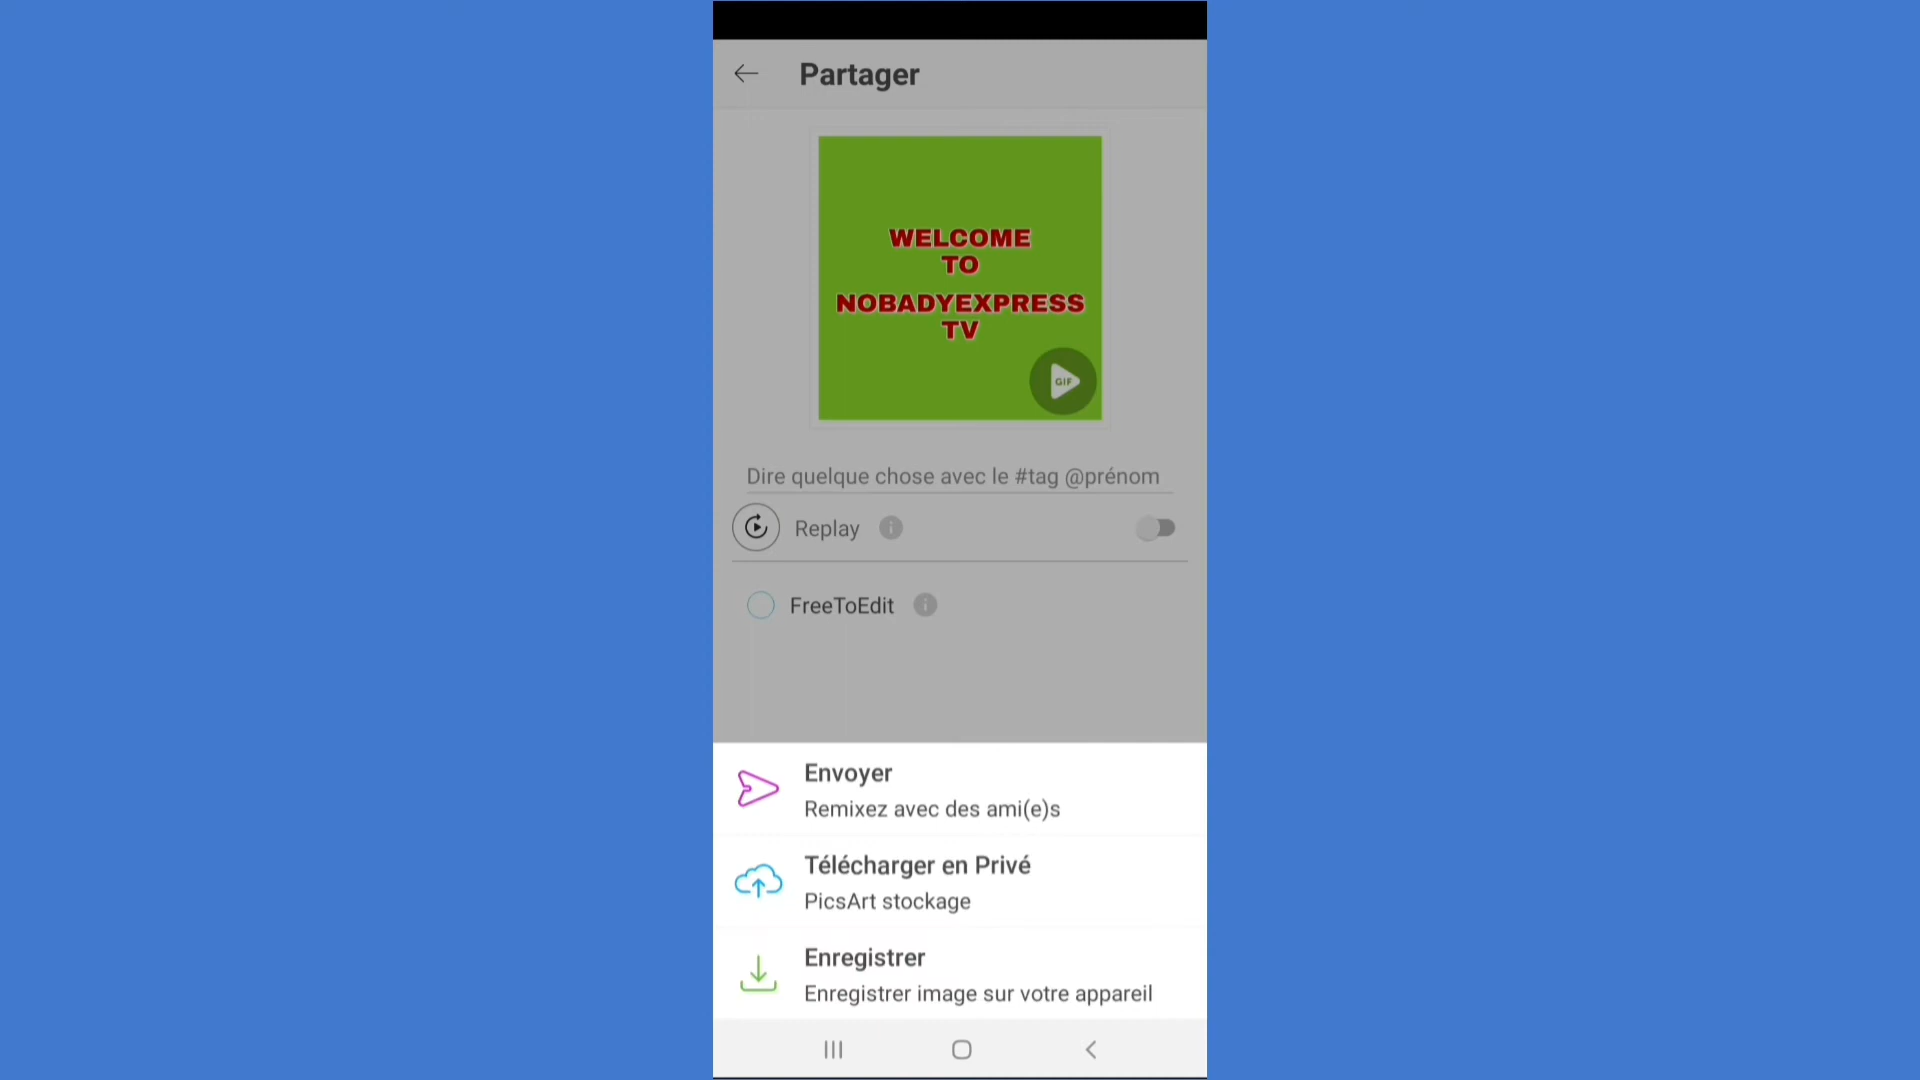 Partager
WELCOME
TO
NOBADYEXPRESS
TV
GIF
Dire quelque chose avec le #tag @prénom
Replay
FreeToEdit
Envoyer
Remixez avec des ami(e)s
Télécharger en Privé
PicsArt stockage
Enregistrer
Enregistrer image sur votre appareil